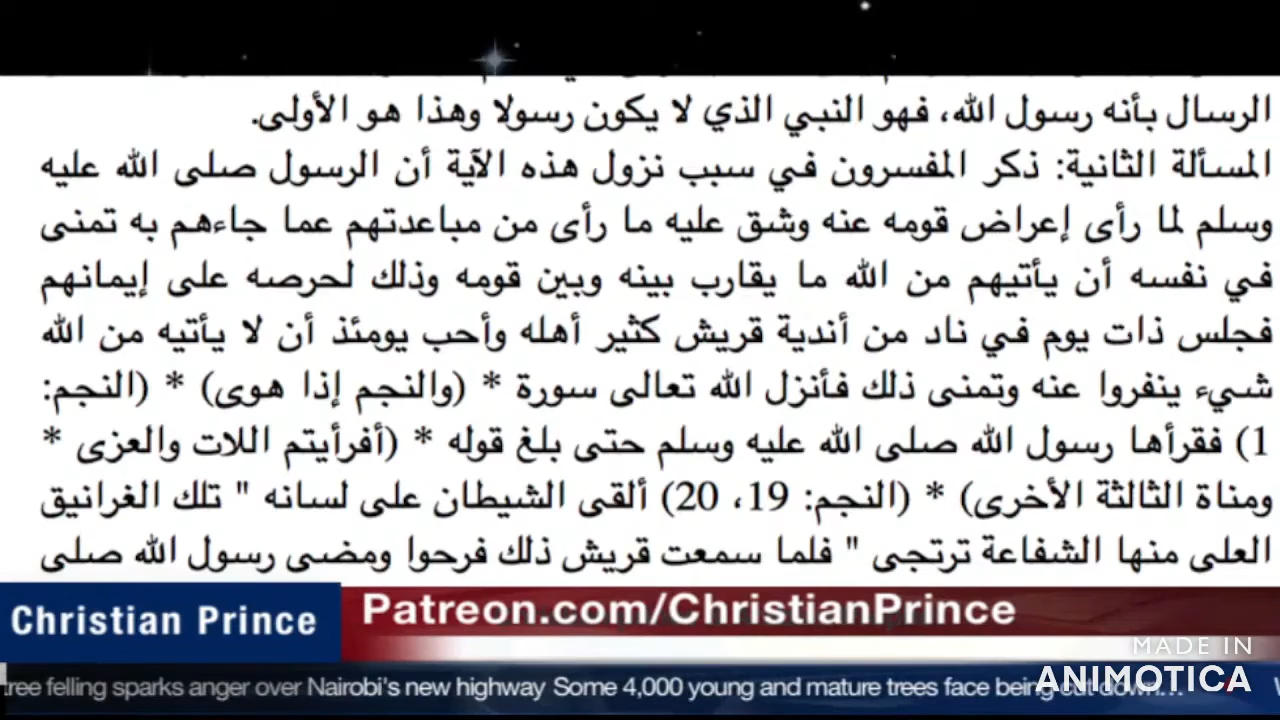 الرسال بأنه رسول الله، فهو النبي الذي لا يكون رسولا وهذا هو الأولى.
المسألة الثانية: ذكر المفسرون في سبب نزول هذه الآية أن الرسول صلى الله عليه
وسلم لما رأى إعراض قومه عنه وشق عليه ما رأى من مباعدتهم عما جاءهم به تمنى
في نفسه أن يأتيهم من الله ما يقارب بينه وبين قومه وذلك لحرصه على إيمانهم
فجلس ذات يوم في ناد من أندية قريش كثير أهله وأحب يومئذ أن لا يأتيه من الله
شيء ينفروا عنه وتمنى ذلك فأنزل الله تعالى سورة * (والنجم إذا هوى) * (النجم:
1) فقرأها رسول الله صلى الله عليه وسلم حتى بلغ قوله * (أفرأيتم اللات والعزى *
ومناة الثالثة الأخرى) * (النجم: 19، 20) ألقى الشيطان على لسانه " تلك الغرانيق
العلى منها الشفاعة ترتجى " فلما سمعت قريش ذلك فرحوا ومضى رسول الله صلى
Christian Prince
Patreon.com/ChristianPrince
MADE IN
ANIMOTICA
tree felling sparks anger over Nairobi's new highway Some 4,000 young and mature trees face being cut down...